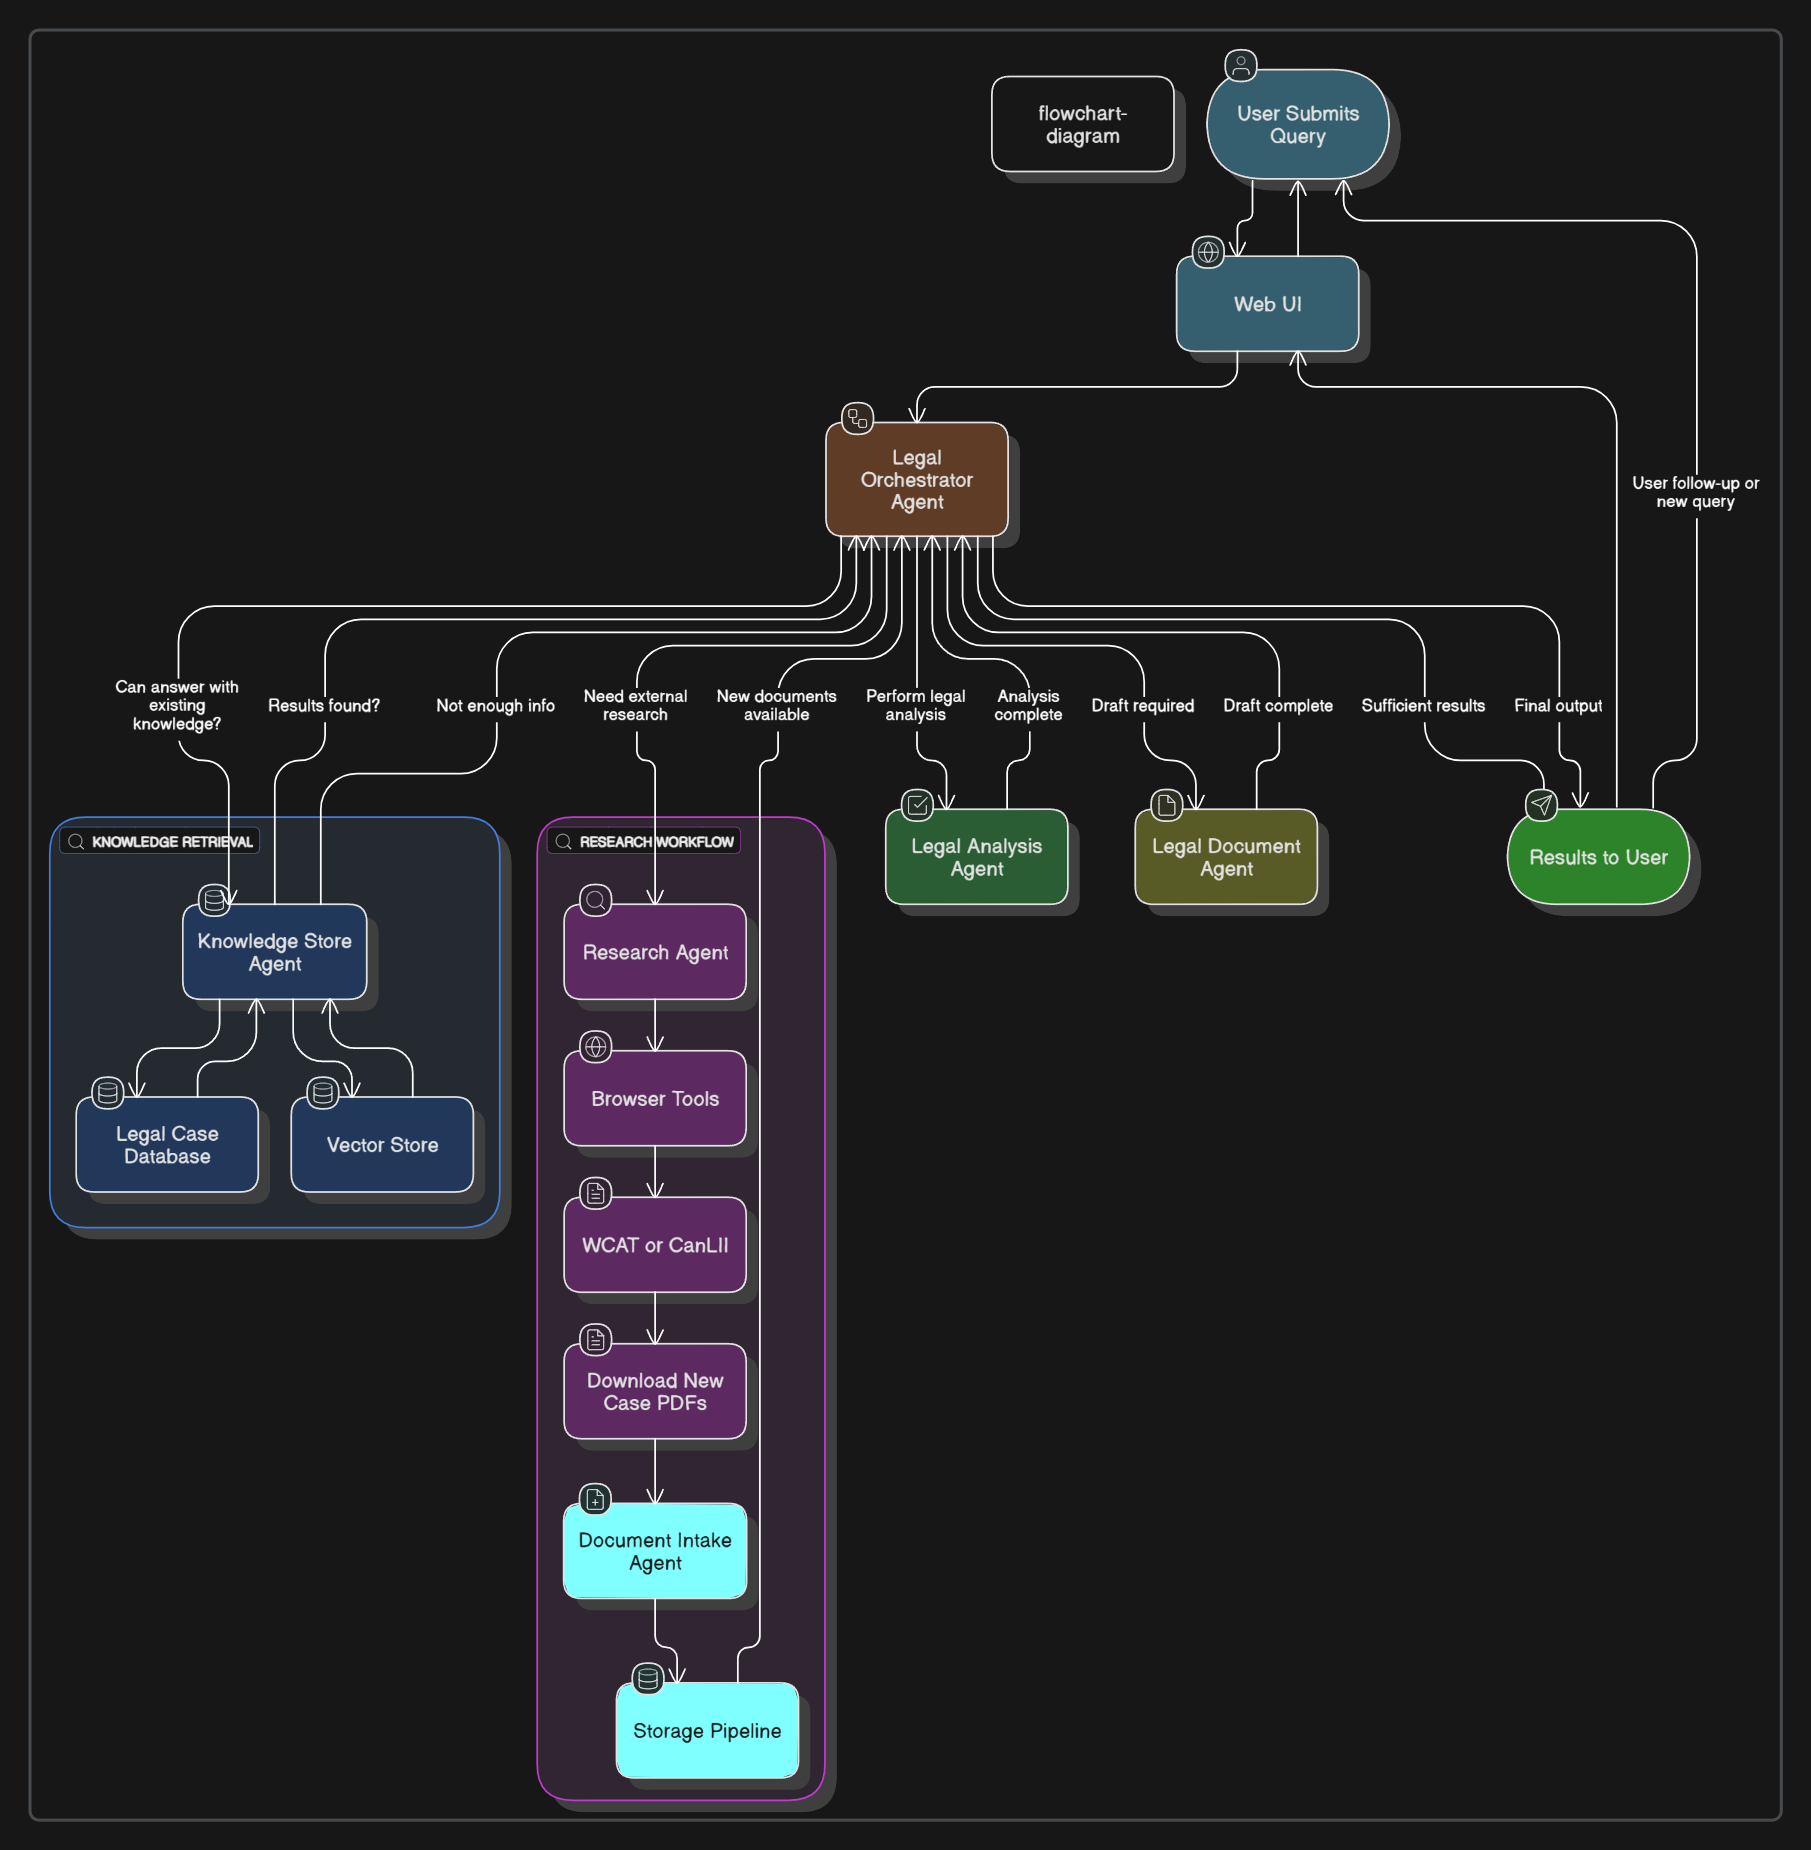 flowchart-
diagram
User Submits
Query
Web UI
Legal
Orchestrator
Agent
User follow-up or
new query
Can answer with
existing
knowledge?
Results found?
Not enough info
Need external
research
New documents
available
Perform legal
analysis
Analysis
complete
Draft required
Draft complete
Sufficient results
Final output
KNOWLEDGE RETRIEVAL
Knowledge Store
Agent
Legal Case
Database
Vector Store
RESEARCH WORKFLOW
Research Agent
Browser Tools
WCAT or CanLII
Download New
Case PDFs
Document Intake
Agent
Storage Pipeline
Legal Analysis
Agent
Legal Document
Agent
Results to User